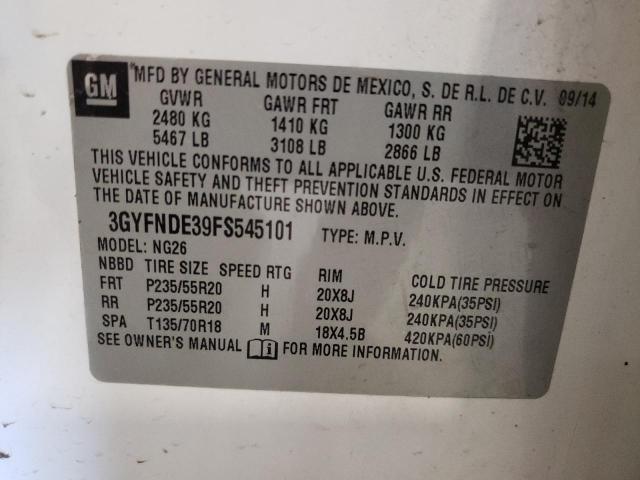 GM *MFD BY GENERAL MOTORS DE MEXICO, S. DE R.L. DE C.V. 09/14
GVWR GAWR FRT GAWR RR
2480 KG 1410 KG 1300 KG
5467 LB 3108 LB 2866 LB
THIS VEHICLE CONFORMS TO ALL APPLICABLE U.S. FEDERAL MOTOR
VEHICLE SAFETY AND THEFT PREVENTION STANDARDS IN EFFECT ON
THE DATE OF MANUFACTURE SHOWN ABOVE.
3GYFNDE39FS545101 TYPE: M.P.V.
MODEL: NG26
NBBD TIRE SIZE SPEED RTG RIM COLD TIRE PRESSURE
FRT P235/55R20 H 20X8J 240KPA(35PSI)
RR P235/55R20 H 20X8J 240KPA(35PSI)
SPA T135/70R18 M 18X4.5B 420KPA(60PSI)
SEE OWNER'S MANUAL FOR MORE INFORMATION.